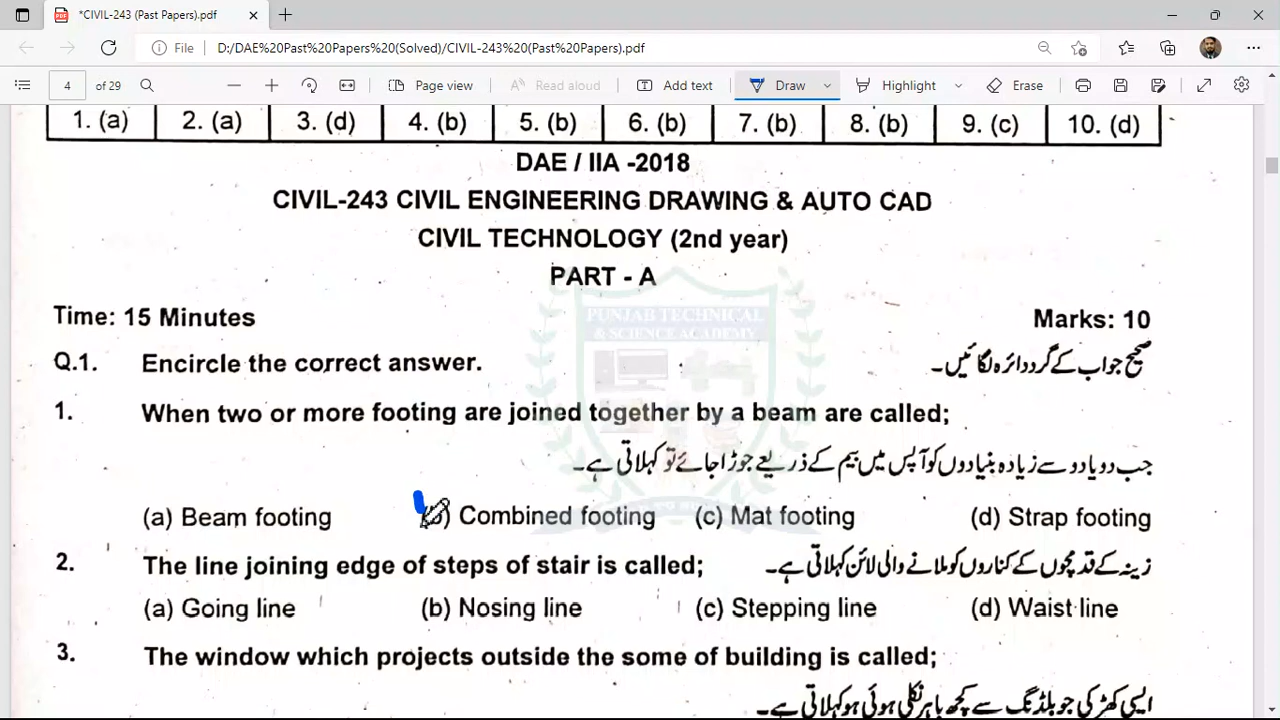 *CIVIL-243 (Past Papers).pdf
File D:/DAE%20Past%20Papers%20(Solved)/CIVIL-243%20(Past%20Papers).pdf
4 of 29 Page view Read aloud Add text Draw Highlight Erase
1. (a) 2. (a) 3. (d) 4. (b) 5. (b) 6. (b) 7. (b) 8. (b) 9. (c) 10. (d)
DAE / IIA -2018
CIVIL-243 CIVIL ENGINEERING DRAWING & AUTO CAD
CIVIL TECHNOLOGY (2nd year)
PART - A
PUNJAB TECHNICAL
& SCIENCE ACADEMY
Time: 15 Minutes Marks: 10
Q.1. Encircle the correct answer. صحیح جواب کے گرد دائرہ لگائیں۔
1. When two or more footing are joined together by a beam are called;
جب دو یا دو سے زیادہ بنیادوں کو آپس میں بیم کے ذریعے جوڑا جائے تو کہلاتی ہے۔
(a) Beam footing (b) Combined footing (c) Mat footing (d) Strap footing
2. The line joining edge of steps of stair is called; زینہ کے قدمچوں کے کناروں کو ملانے والی لائن کہلاتی ہے۔
(a) Going line (b) Nosing line (c) Stepping line (d) Waist line
3. The window which projects outside the some of building is called;
ایسی کھڑکی جو بلڈنگ سے کچھ باہر نکلی ہوئی ہو کہلاتی ہے۔